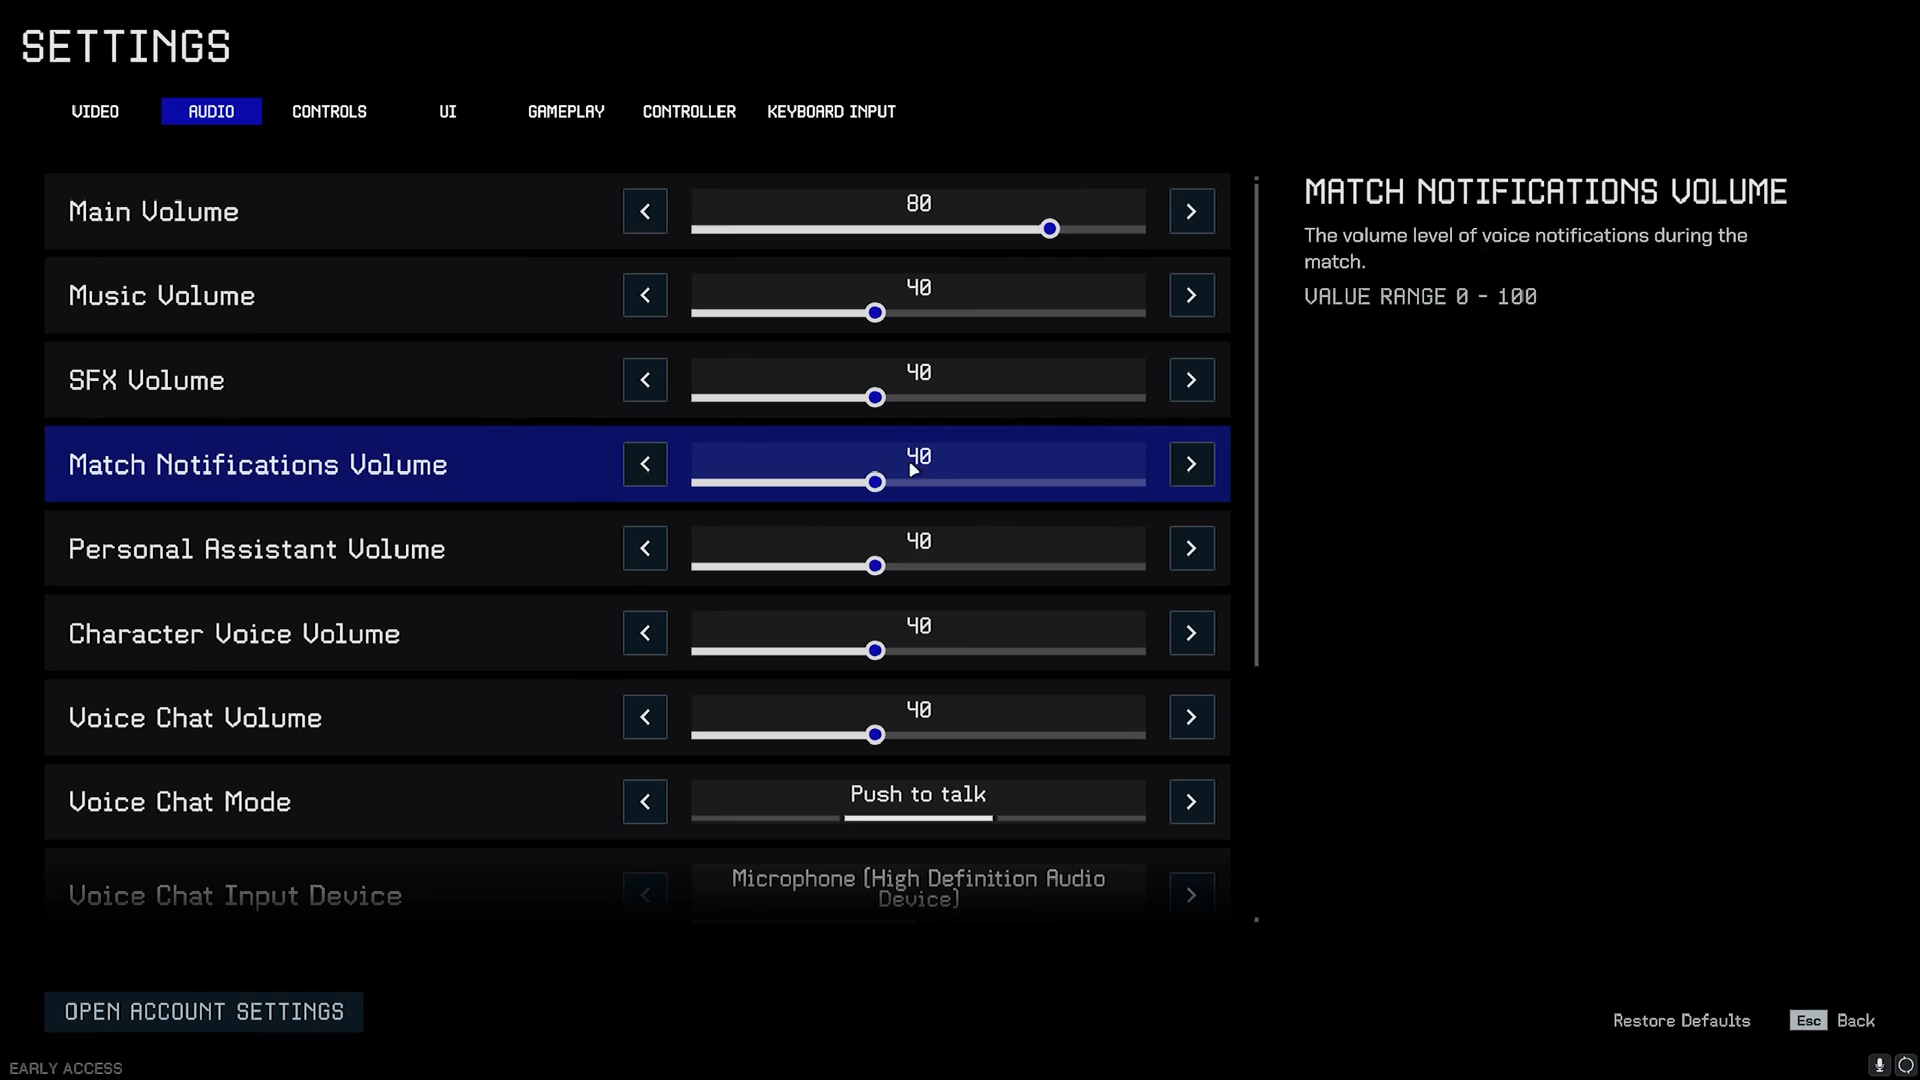 SETTINGS
VIDEO AUDIO CONTROLS UI GAMEPLAY CONTROLLER KEYBOARD INPUT
Main Volume 80
Music Volume 40
SFX Volume 40
Match Notifications Volume 40
Personal Assistant Volume 40
Character Voice Volume 40
Voice Chat Volume 40
Voice Chat Mode Push to talk
Voice Chat Input Device Microphone (High Definition Audio
Device)
MATCH NOTIFICATIONS VOLUME
The volume level of voice notifications during the
match.
VALUE RANGE 0 - 100
OPEN ACCOUNT SETTINGS
Restore Defaults Esc Back
EARLY ACCESS